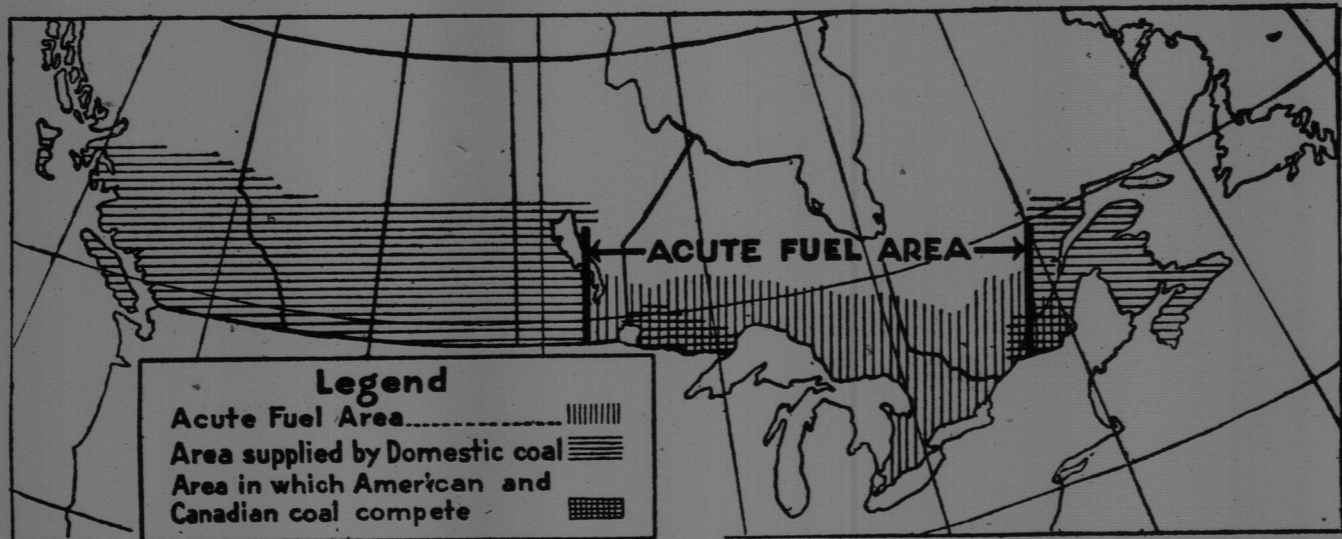 ACUTE FUEL AREA
Legend
Acute Fuel Area
Area supplied by Domestic coal
Area in which American and
Canadian coal compete